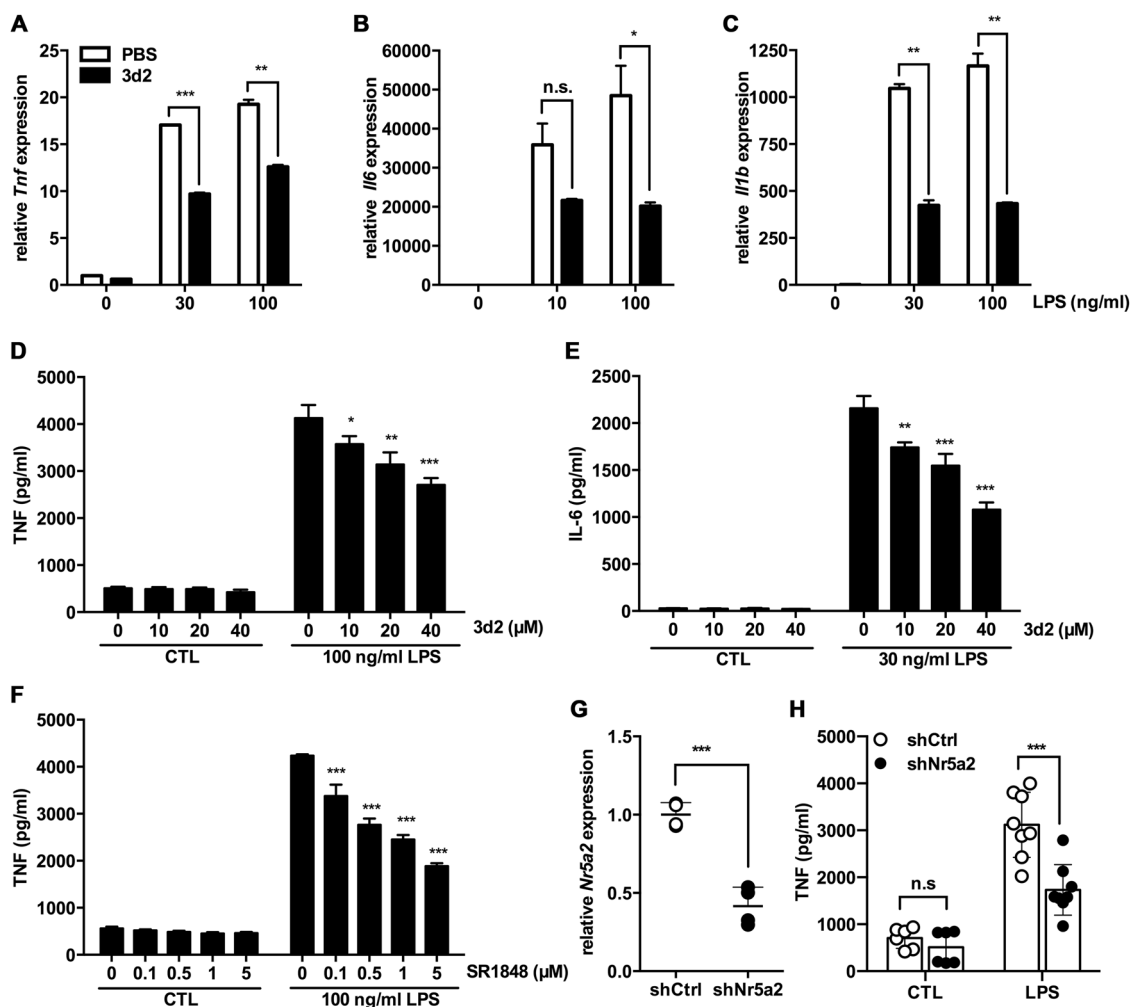 A
relative Tnf expression
25
20
15
10
5
0
PBS
3d2
***
**
0 30 100
B
relative Il6 expression
60000
50000
40000
30000
20000
10000
0
n.s.
*
0 10 100
C
relative Il1b expression
1250
1000
750
500
250
0
**
**
0 30 100 LPS (ng/ml)
D
TNF (pg/ml)
5000
4000
3000
2000
1000
0
* ** ***
0 10 20 40 0 10 20 40 3d2 (µM)
CTL 100 ng/ml LPS
E
IL-6 (pg/ml)
2500
2000
1500
1000
500
0
** *** ***
0 10 20 40 0 10 20 40 3d2 (µM)
CTL 30 ng/ml LPS
F
TNF (pg/ml)
5000
4000
3000
2000
1000
0
*** *** *** ***
0 0.1 0.5 1 5 0 0.1 0.5 1 5 SR1848 (µM)
CTL 100 ng/ml LPS
G
relative Nr5a2 expression
1.5
1.0
0.5
0.0
***
shCtrl shNr5a2
H
TNF (pg/ml)
5000
4000
3000
2000
1000
0
shCtrl
shNr5a2
n.s
***
CTL LPS